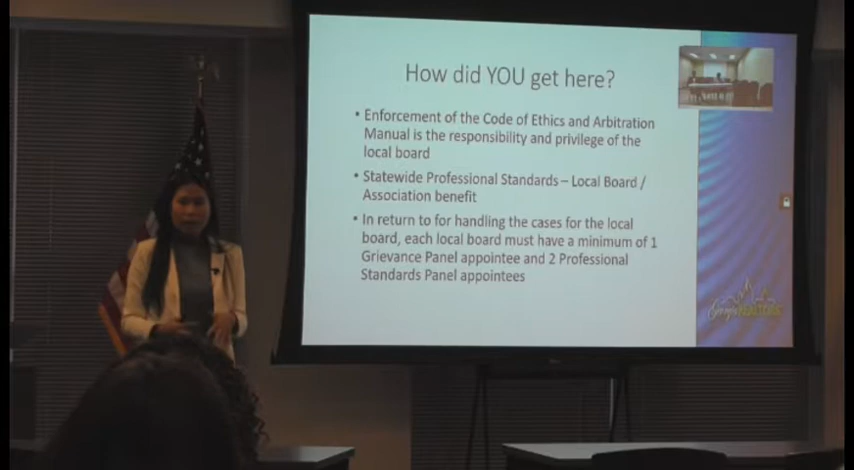 How did YOU get here?
• Enforcement of the Code of Ethics and Arbitration
Manual is the responsibility and privilege of the
local board
• Statewide Professional Standards – Local Board /
Association benefit
• In return to for handling the cases for the local
board, each local board must have a minimum of 1
Grievance Panel appointee and 2 Professional
Standards Panel appointees